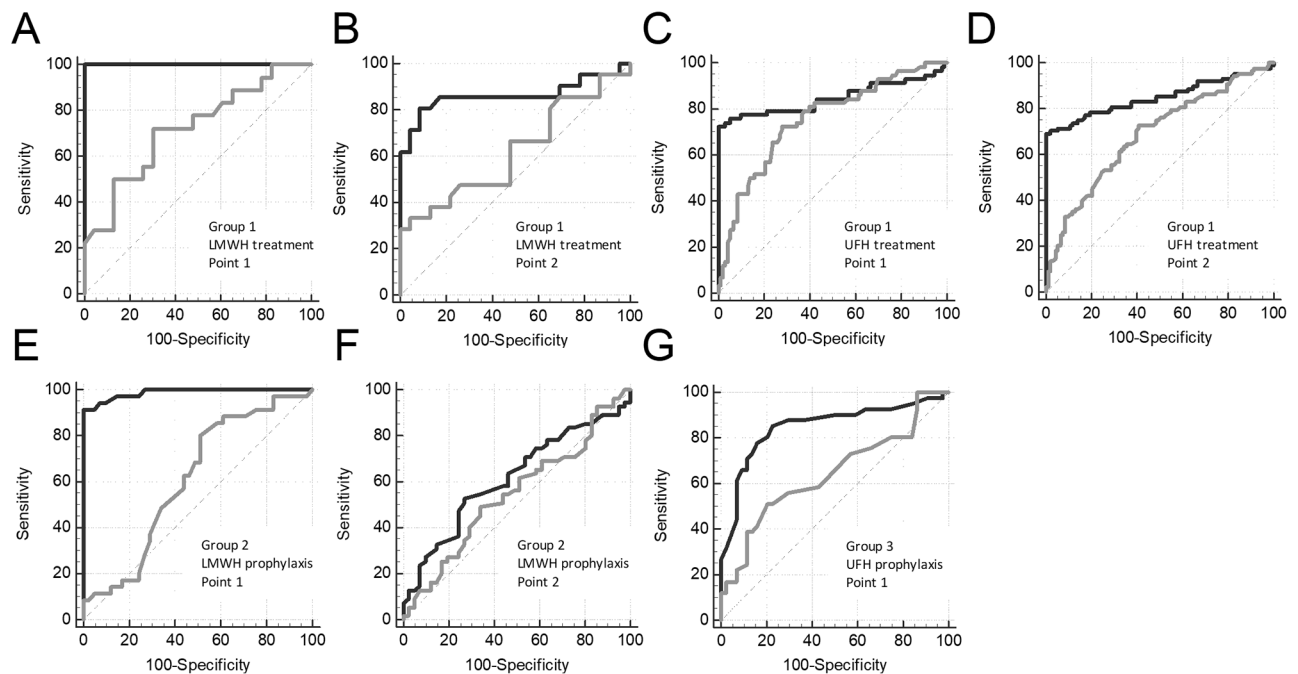 A
B
C
D
100
80
60
40
20
0
Sensitivity
Group 1
LMWH treatment
Point 1
0 20 40 60 80 100
100-Specificity
100
80
60
40
20
0
Sensitivity
Group 1
LMWH treatment
Point 2
0 20 40 60 80 100
100-Specificity
100
80
60
40
20
0
Sensitivity
Group 1
UFH treatment
Point 1
0 20 40 60 80 100
100-Specificity
100
80
60
40
20
0
Sensitivity
Group 1
UFH treatment
Point 2
0 20 40 60 80 100
100-Specificity
E
F
G
100
80
60
40
20
0
Sensitivity
Group 2
LMWH prophylaxis
Point 1
0 20 40 60 80 100
100-Specificity
100
80
60
40
20
0
Sensitivity
Group 2
LMWH prophylaxis
Point 2
0 20 40 60 80 100
100-Specificity
100
80
60
40
20
0
Sensitivity
Group 3
UFH prophylaxis
Point 1
0 20 40 60 80 100
100-Specificity